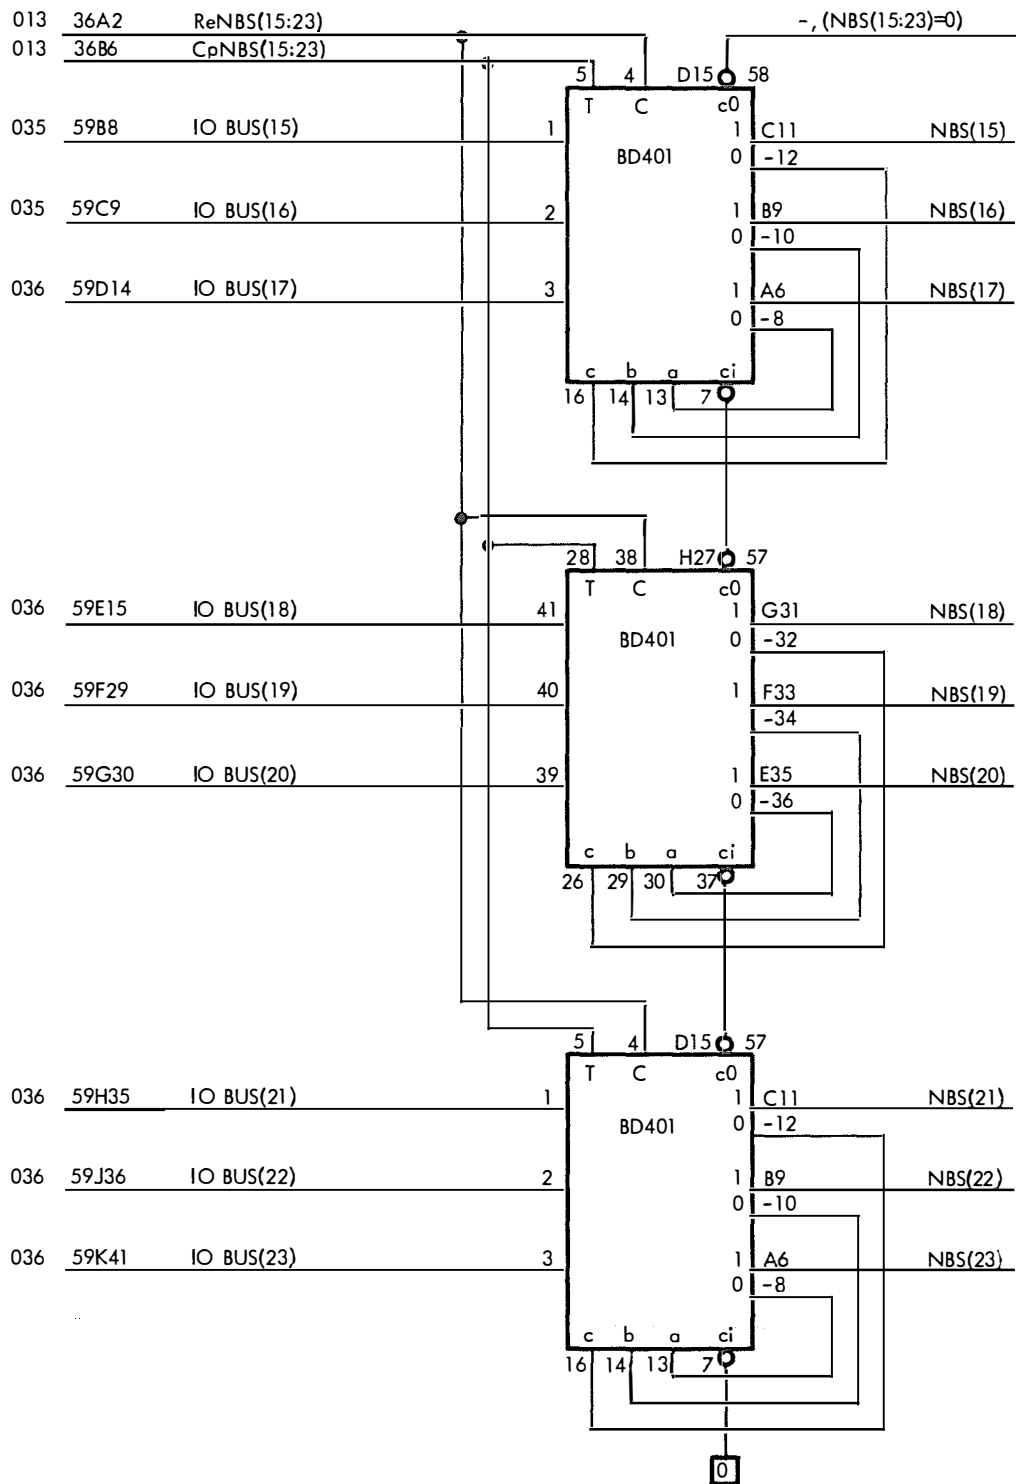 013 36A2 ReNBS(15:23) -, (NBS(15:23)=0)
013 36B6 CpNBS(15:23)
5 4 D15 58
T C c0
035 59B8 IO BUS(15) 1 1 C11 NBS(15)
BD401 0 -12
035 59C9 IO BUS(16) 2 1 B9 NBS(16)
0 -10
036 59D14 IO BUS(17) 3 1 A6 NBS(17)
0 -8
c b a ci
16 14 13 7
28 38 H27 57
T C c0
036 59E15 IO BUS(18) 41 1 G31 NBS(18)
BD401 0 -32
036 59F29 IO BUS(19) 40 1 F33 NBS(19)
-34
036 59G30 IO BUS(20) 39 1 E35 NBS(20)
0 -36
c b a ci
26 29 30 37
5 4 D15 57
T C c0
036 59H35 IO BUS(21) 1 1 C11 NBS(21)
BD401 0 -12
036 59J36 IO BUS(22) 2 1 B9 NBS(22)
0 -10
036 59K41 IO BUS(23) 3 1 A6 NBS(23)
0 -8
c b a ci
16 14 13 7
0